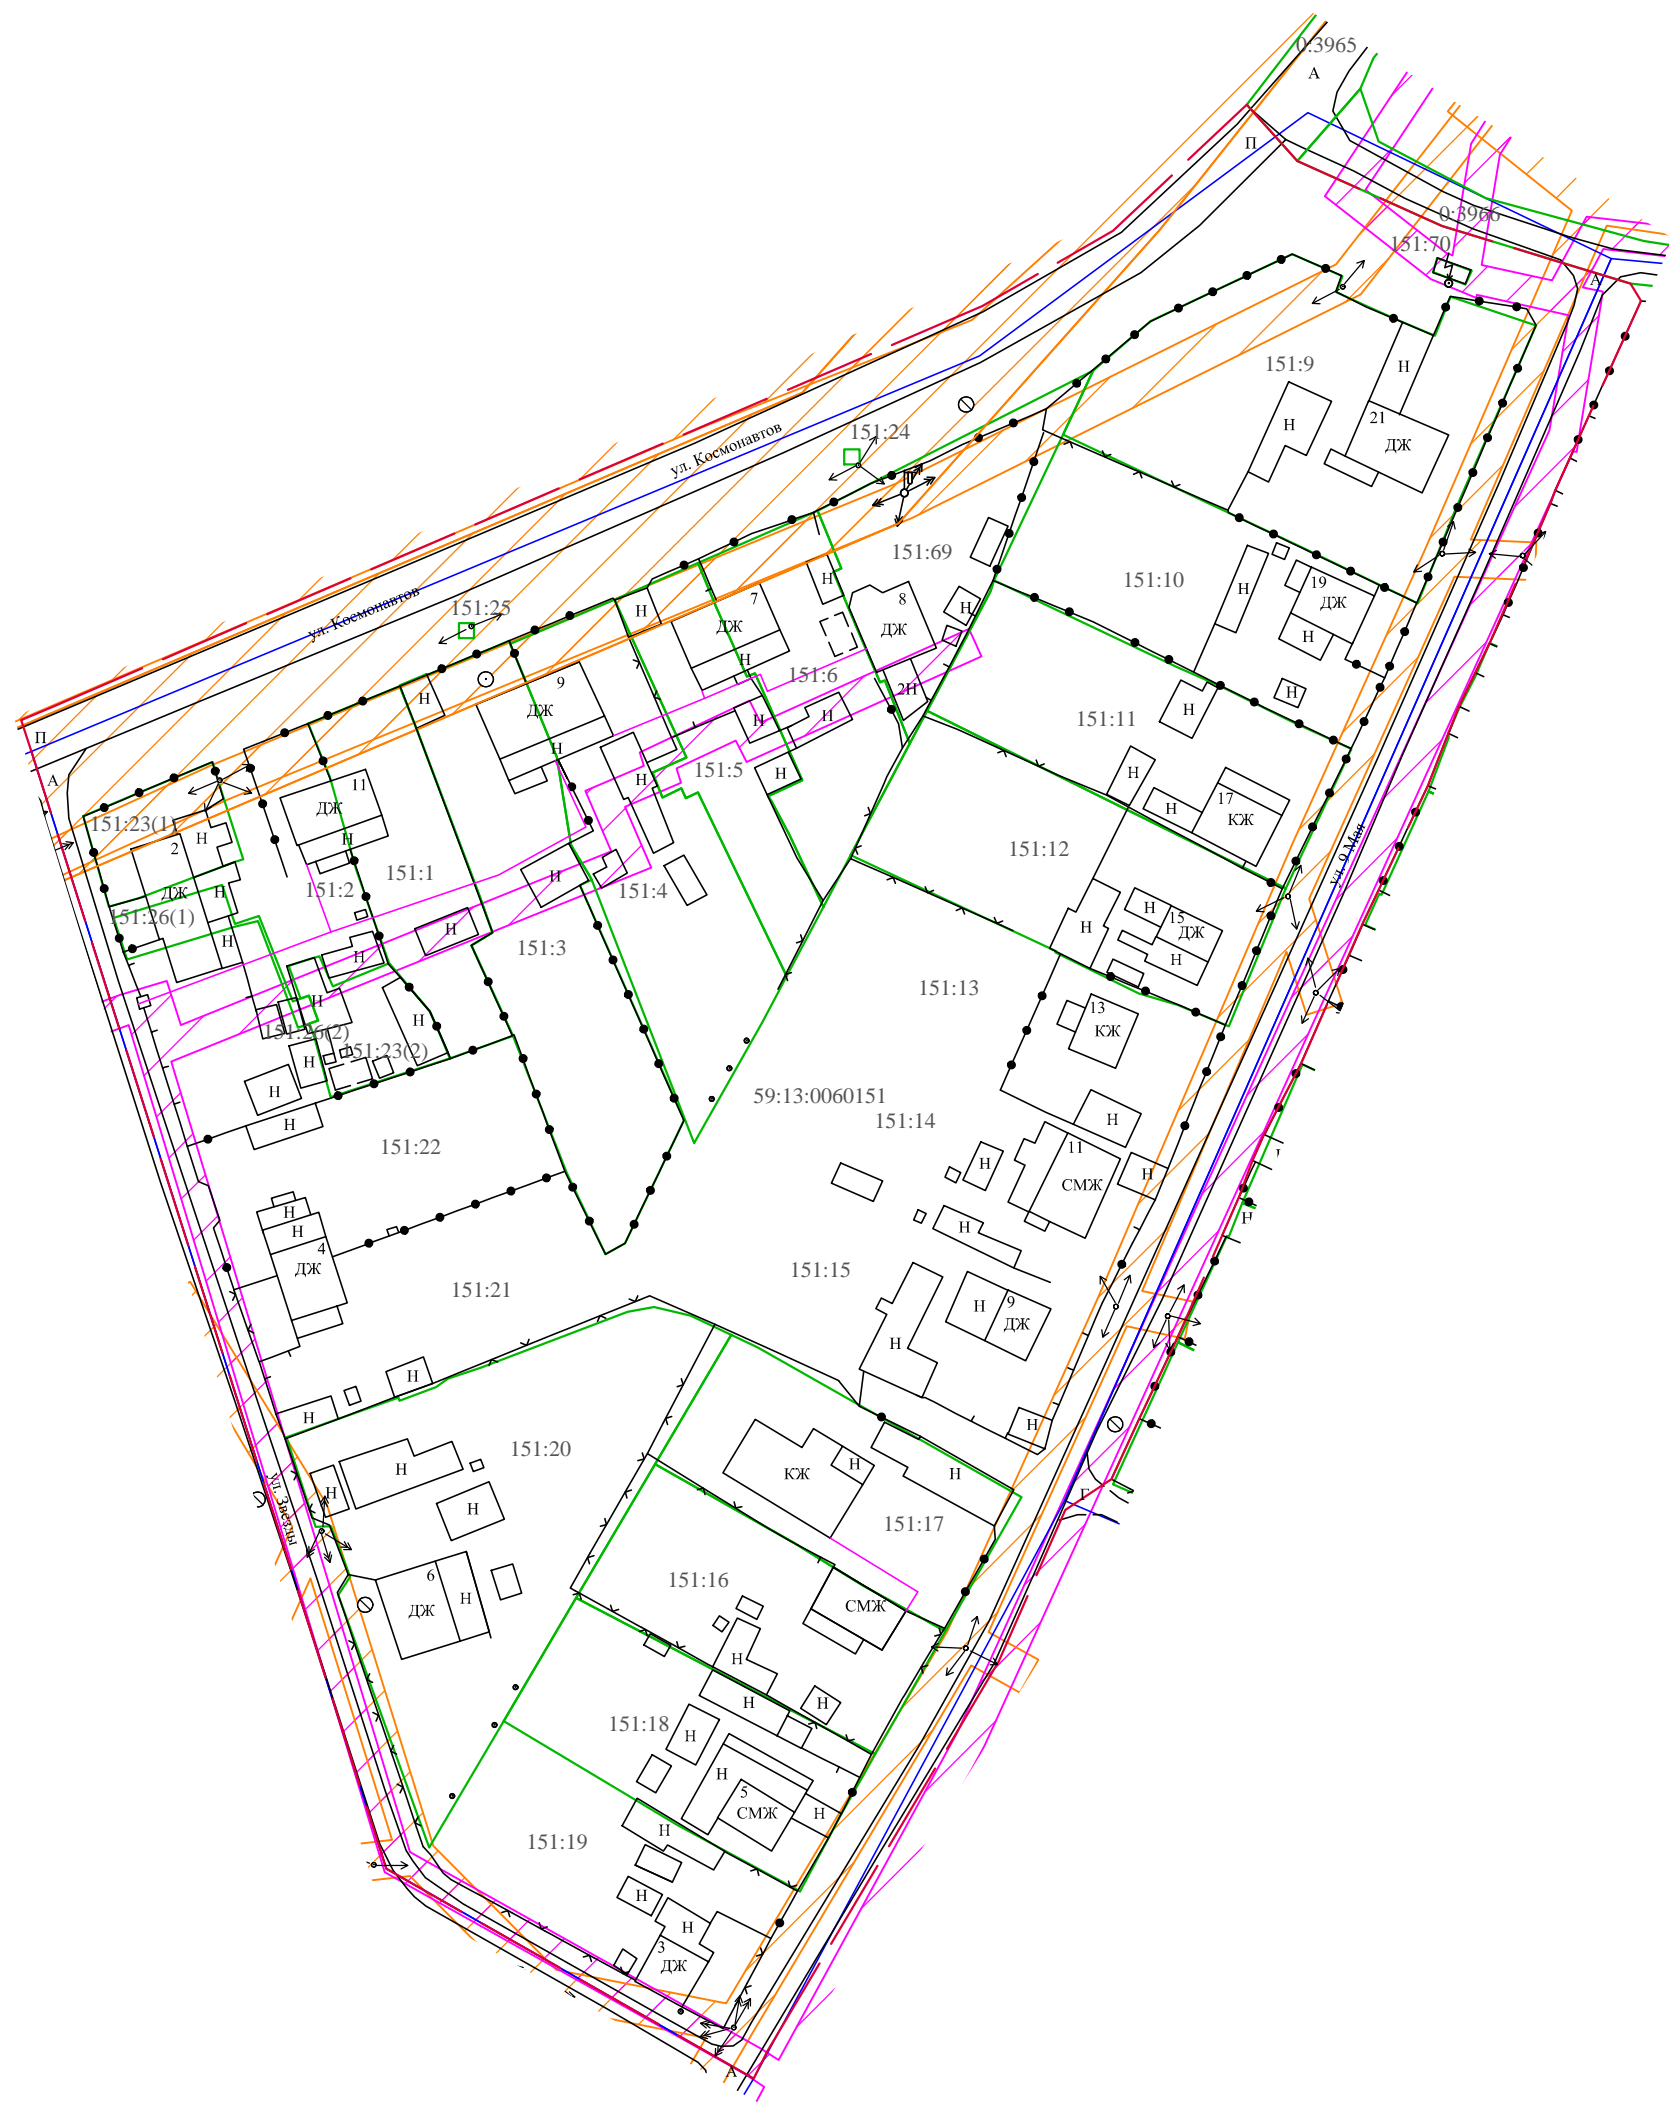 0:3965
А
П
0:3966
151:70
А
151:9
Н
21
Н
ДЖ
151:24
ул. Космонавтов
151:69
151:10
19
ДЖ
Н
Н
Н
7
Н
8
Н
ДЖ
ДЖ
Н
151:25
ул. Космонавтов
Н
151:6
2Н
Н
151:11
Н
9
Н
ДЖ
Н
Н
Н
П
А
Н
151:5
Н
Н
17
Н
КЖ
11
ДЖ
Н
151:23(1)
Н
2
151:12
ул. 9 Мая
ДЖ
Н
151:2
151:1
Н
151:4
151:26(1)
Н
Н
15
ДЖ
Н
Н
Н
Н
151:3
151:13
Н
13
КЖ
151:26(2)
Н
151:23(2)
Н
Н
59:13:0060151
Н
151:14
Н
Н
151:22
11
СМЖ
Н
Н
Н
Н
Н
Н
4
ДЖ
151:21
151:15
Н
9
ДЖ
Н
Н
Н
Н
151:20
Н
КЖ
Н
Н
Г
Н
Н
ул. Звезды
151:17
6
Н
ДЖ
151:16
СМЖ
Н
Н
Н
151:18
Н
Н
5
СМЖ
Н
Н
151:19
Н
Н
3
ДЖ
А